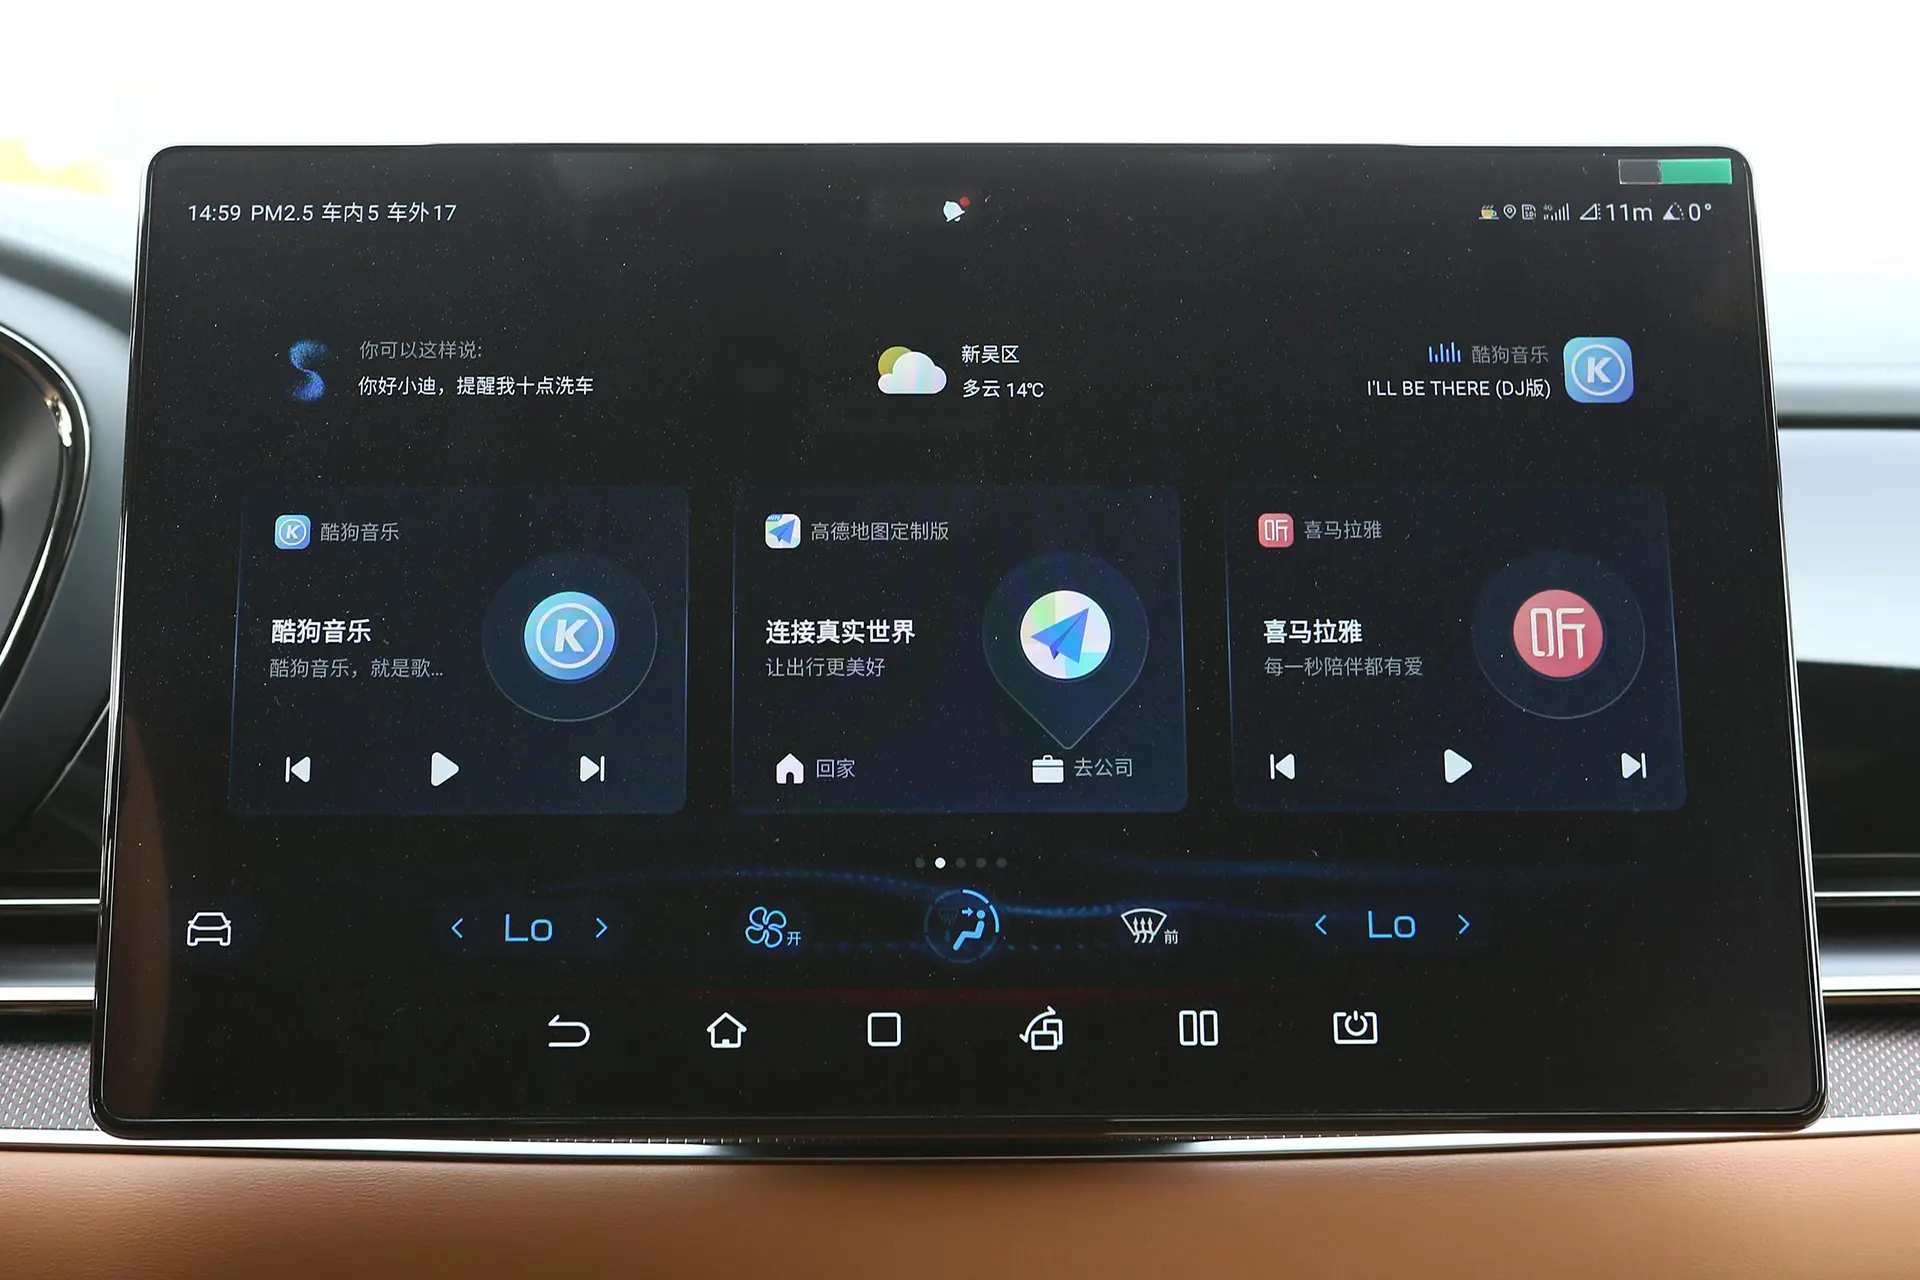 14:59 PM2.5 车内5 车外17
11m 0°
你可以这样说:
你好小迪，提醒我十点洗车
新吴区
多云 14℃
酷狗音乐
I'LL BE THERE (DJ版)
K
K 酷狗音乐
酷狗音乐
酷狗音乐，就是歌...
K
高德地图定制版
连接真实世界
让出行更美好
回家
去公司
听 喜马拉雅
喜马拉雅
每一秒陪伴都有爱
听
Lo
开
前
Lo